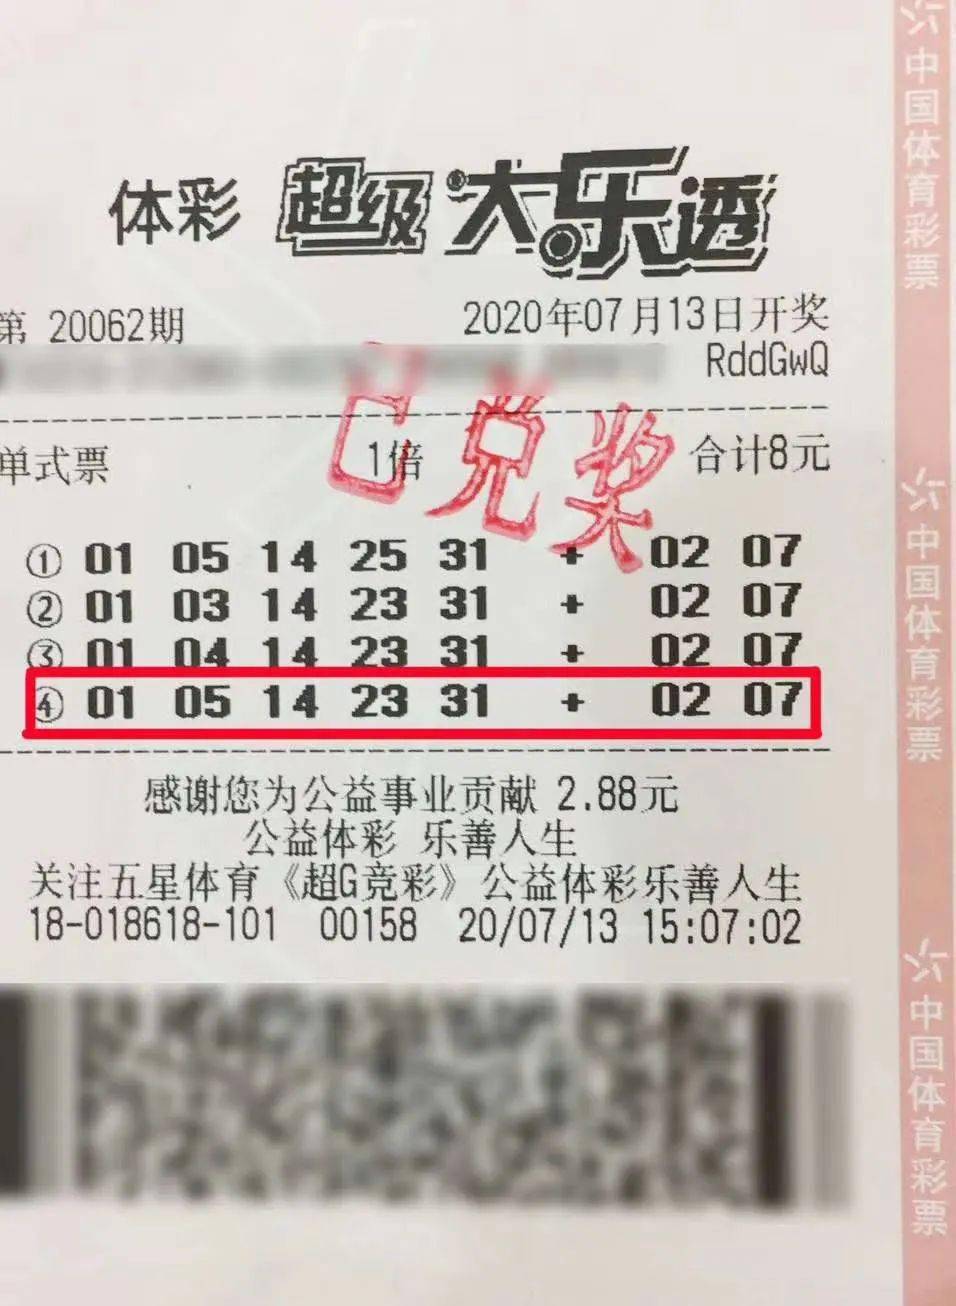 体彩 超级大乐透
第 20062期 2020年07月13日开奖
RddGwQ
已兑奖
单式票 1倍 合计8元
① 01 05 14 25 31 + 02 07
② 01 03 14 23 31 + 02 07
③ 01 04 14 23 31 + 02 07
④ 01 05 14 23 31 + 02 07
感谢您为公益事业贡献 2.88元
公益体彩 乐善人生
关注五星体育《超G竞彩》公益体彩乐善人生
18-018618-101 00158 20/07/13 15:07:02
中国体育彩票
中国体育彩票
中国体育彩票